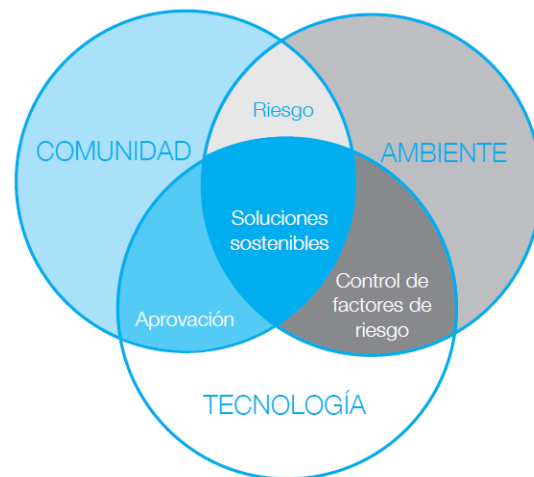 Riesgo
COMUNIDAD
AMBIENTE
Soluciones
sostenibles
Control de
factores de
riesgo
Aprovación
TECNOLOGÍA